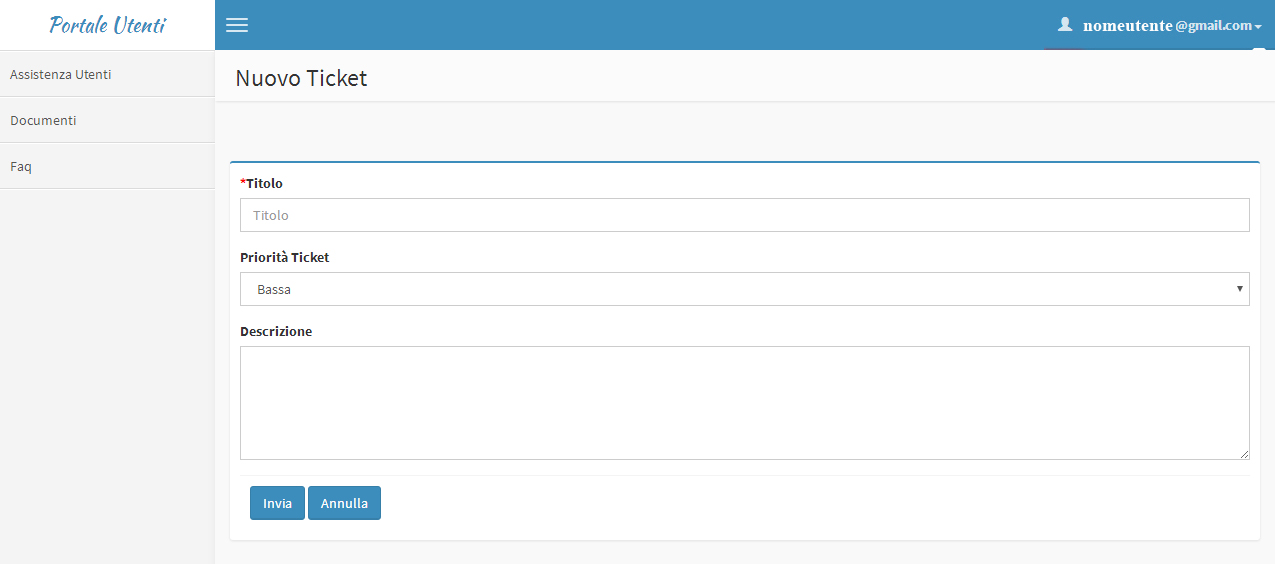 Portale Utenti
nomeutente@gmail.com
Assistenza Utenti
Documenti
Faq
Nuovo Ticket
*Titolo
Titolo
Priorità Ticket
Bassa
Descrizione
Invia Annulla